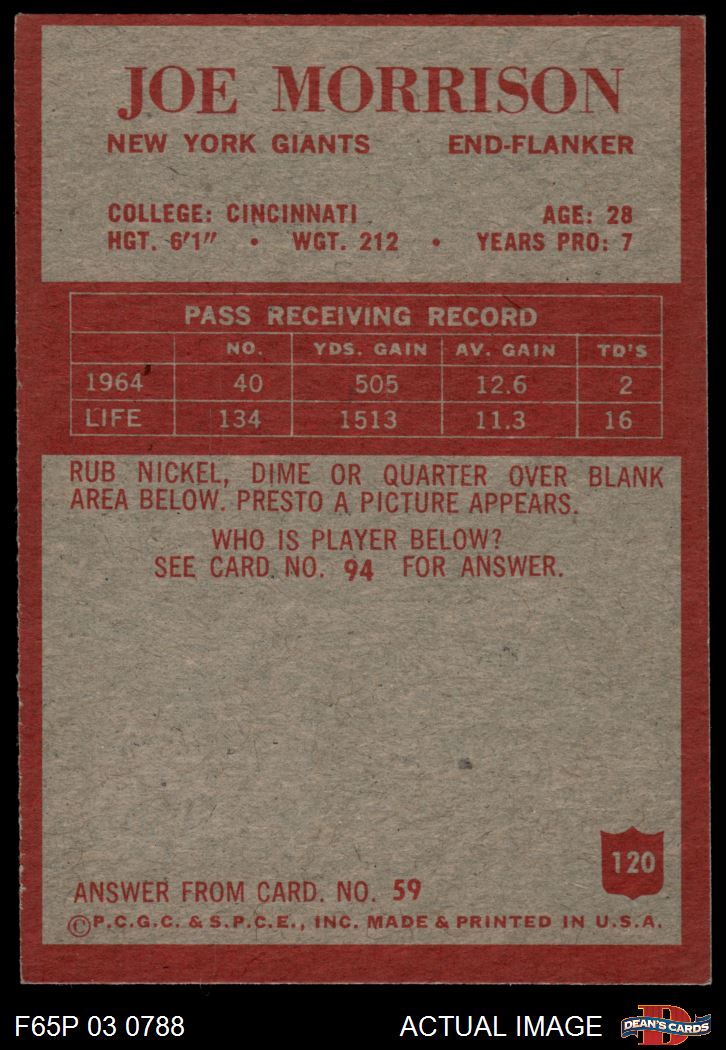 JOE MORRISON
NEW YORK GIANTS END-FLANKER
COLLEGE: CINCINNATI AGE: 28
HGT. 6'1" • WGT. 212 • YEARS PRO: 7
PASS RECEIVING RECORD
NO. YDS. GAIN AV. GAIN TD'S
1964 40 505 12.6 2
LIFE 134 1513 11.3 16
RUB NICKEL, DIME OR QUARTER OVER BLANK
AREA BELOW. PRESTO A PICTURE APPEARS.
WHO IS PLAYER BELOW?
SEE CARD NO. 94 FOR ANSWER.
120
ANSWER FROM CARD. NO. 59
©P.C.G.C. & S.P.C.E., INC. MADE & PRINTED IN U.S.A.
F65P 03 0788 ACTUAL IMAGE
D
DEAN'S CARDS